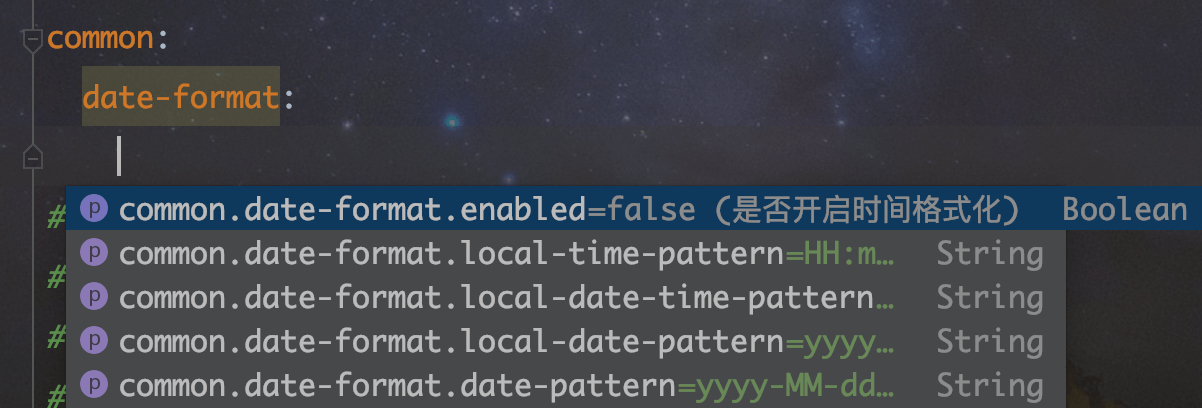 common:
date-format:
# p common.date-format.enabled=false (是否开启时间格式化) Boolean
# p common.date-format.local-time-pattern=HH:m… String
p common.date-format.local-date-time-pattern… String
# p common.date-format.local-date-pattern=yyyy… String
# p common.date-format.date-pattern=yyyy-MM-dd… String